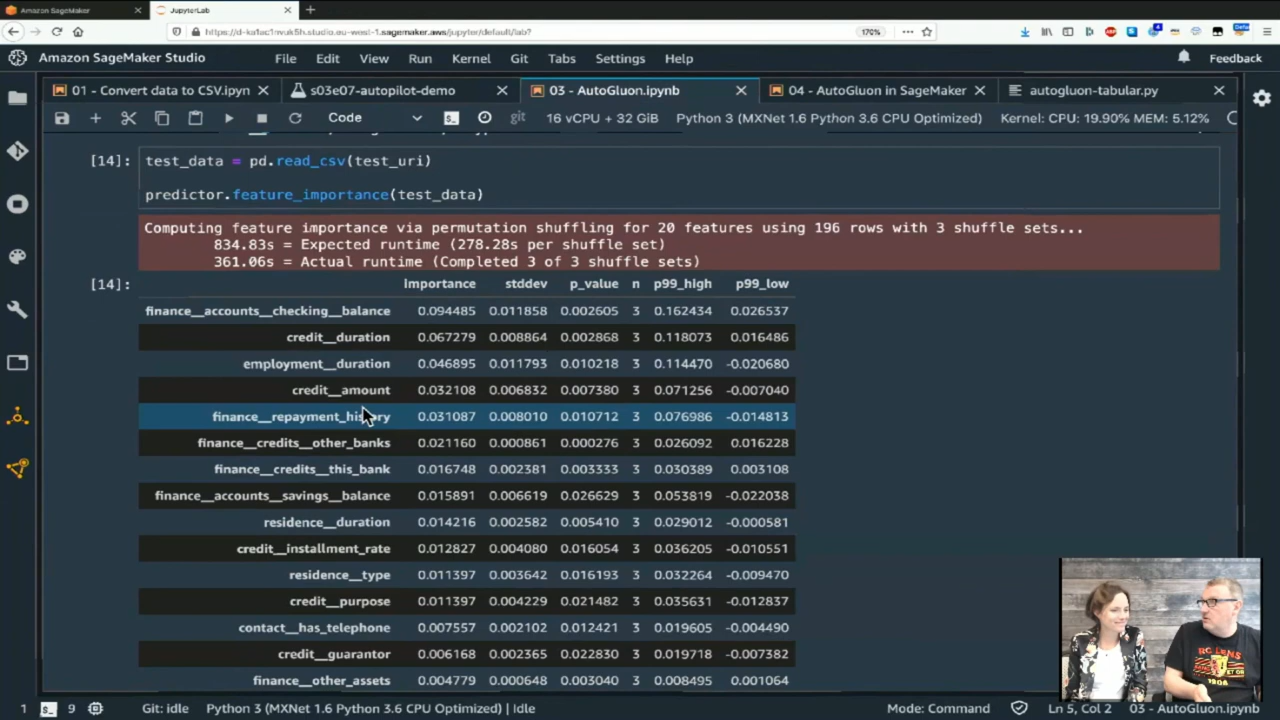 Amazon SageMaker
JupyterLab
https://d-ka1ac1nvuk5h.studio.eu-west-1.sagemaker.aws/jupyter/default/lab?
170%
Amazon SageMaker Studio
File Edit View Run Kernel Git Tabs Settings Help
Feedback
01 - Convert data to CSV.ipyn
s03e07-autopilot-demo
03 - AutoGluon.ipynb
04 - AutoGluon in SageMaker
autogluon-tabular.py
Code
git
16 vCPU + 32 GiB
Python 3 (MXNet 1.6 Python 3.6 CPU Optimized)
Kernel: CPU: 19.90% MEM: 5.12%
[14]: test_data = pd.read_csv(test_uri)
predictor.feature_importance(test_data)
Computing feature importance via permutation shuffling for 20 features using 196 rows with 3 shuffle sets...
834.83s = Expected runtime (278.28s per shuffle set)
361.06s = Actual runtime (Completed 3 of 3 shuffle sets)
[14]: importance stddev p_value n p99_high p99_low
finance__accounts__checking__balance 0.094485 0.011858 0.002605 3 0.162434 0.026537
credit__duration 0.067279 0.008864 0.002868 3 0.118073 0.016486
employment__duration 0.046895 0.011793 0.010218 3 0.114470 -0.020680
credit__amount 0.032108 0.006832 0.007380 3 0.071256 -0.007040
finance__repayment_history 0.031087 0.008010 0.010712 3 0.076986 -0.014813
finance__credits__other_banks 0.021160 0.000861 0.000276 3 0.026092 0.016228
finance__credits__this_bank 0.016748 0.002381 0.003333 3 0.030389 0.003108
finance__accounts__savings__balance 0.015891 0.006619 0.026629 3 0.053819 -0.022038
residence__duration 0.014216 0.002582 0.005410 3 0.029012 -0.000581
credit__installment_rate 0.012827 0.004080 0.016054 3 0.036205 -0.010551
residence__type 0.011397 0.003642 0.016193 3 0.032264 -0.009470
credit__purpose 0.011397 0.004229 0.021482 3 0.035631 -0.012837
contact__has_telephone 0.007557 0.002102 0.012421 3 0.019605 -0.004490
credit__guarantor 0.006168 0.002365 0.022830 3 0.019718 -0.007382
finance__other_assets 0.004779 0.003040 3 0.008495 0.001064
1
9
Git: idle
Python 3 (MXNet 1.6 Python 3.6 CPU Optimized) | Idle
Mode: Command
Ln 5, Col 2
03 - AutoGluon.ipynb